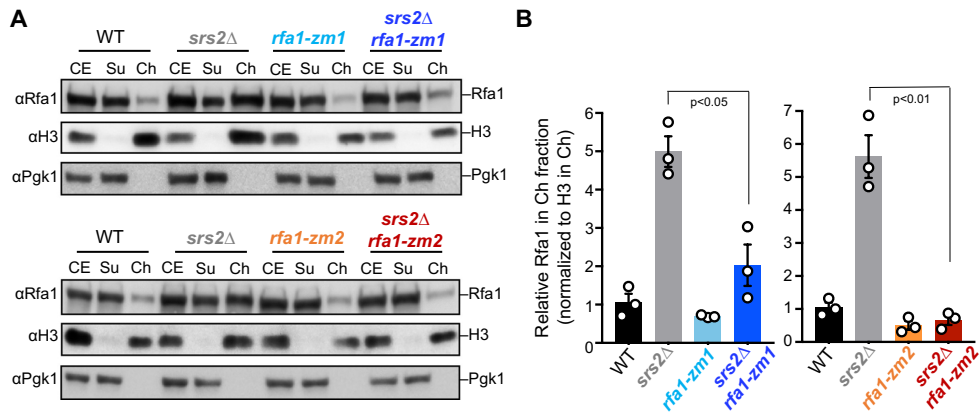 A
WT srs2Δ rfa1-zm1 srs2Δ rfa1-zm1
CE Su Ch CE Su Ch CE Su Ch CE Su Ch
αRfa1 Rfa1
αH3 H3
αPgk1 Pgk1
WT srs2Δ rfa1-zm2 srs2Δ rfa1-zm2
CE Su Ch CE Su Ch CE Su Ch CE Su Ch
αRfa1 Rfa1
αH3 H3
αPgk1 Pgk1
B
Relative Rfa1 in Ch fraction
(normalized to H3 in Ch)
p<0.05
6
5
4
3
2
1
0
WT
srs2Δ
rfa1-zm1
srs2Δ
rfa1-zm1
p<0.01
7
6
5
4
3
2
1
0
WT
srs2Δ
rfa1-zm2
srs2Δ
rfa1-zm2